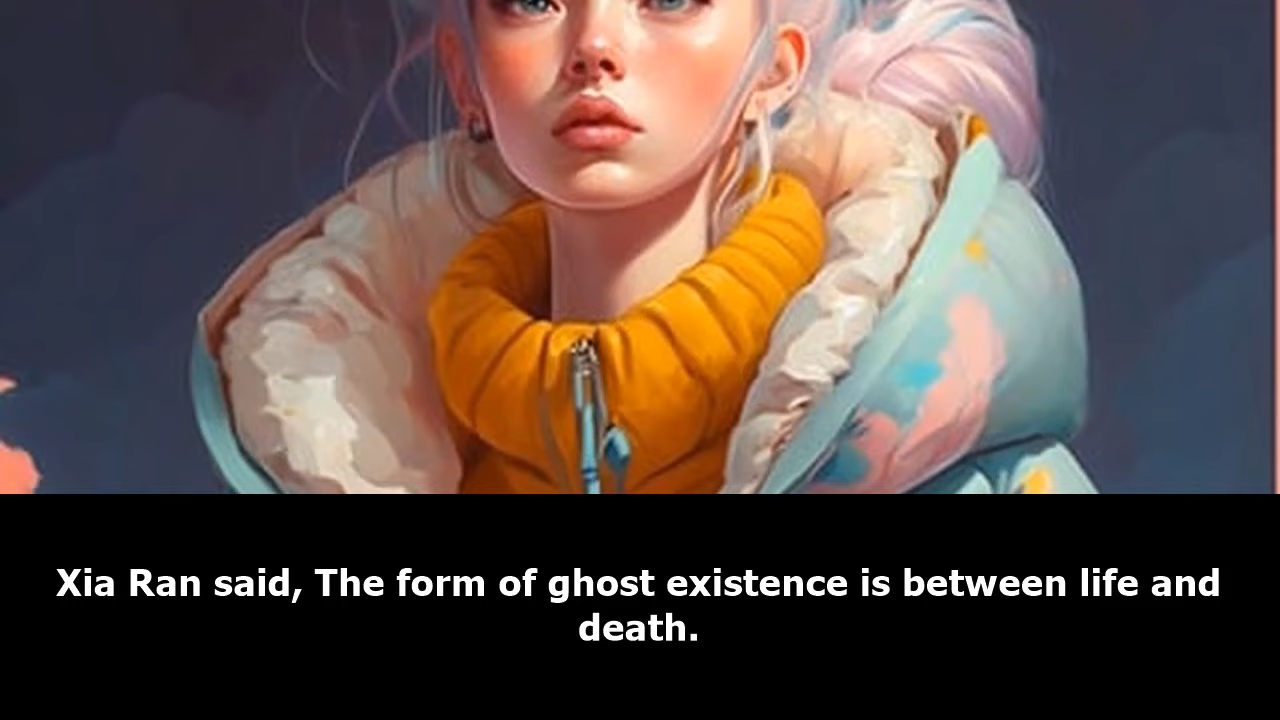 Xia Ran said, The form of ghost existence is between life and
death.